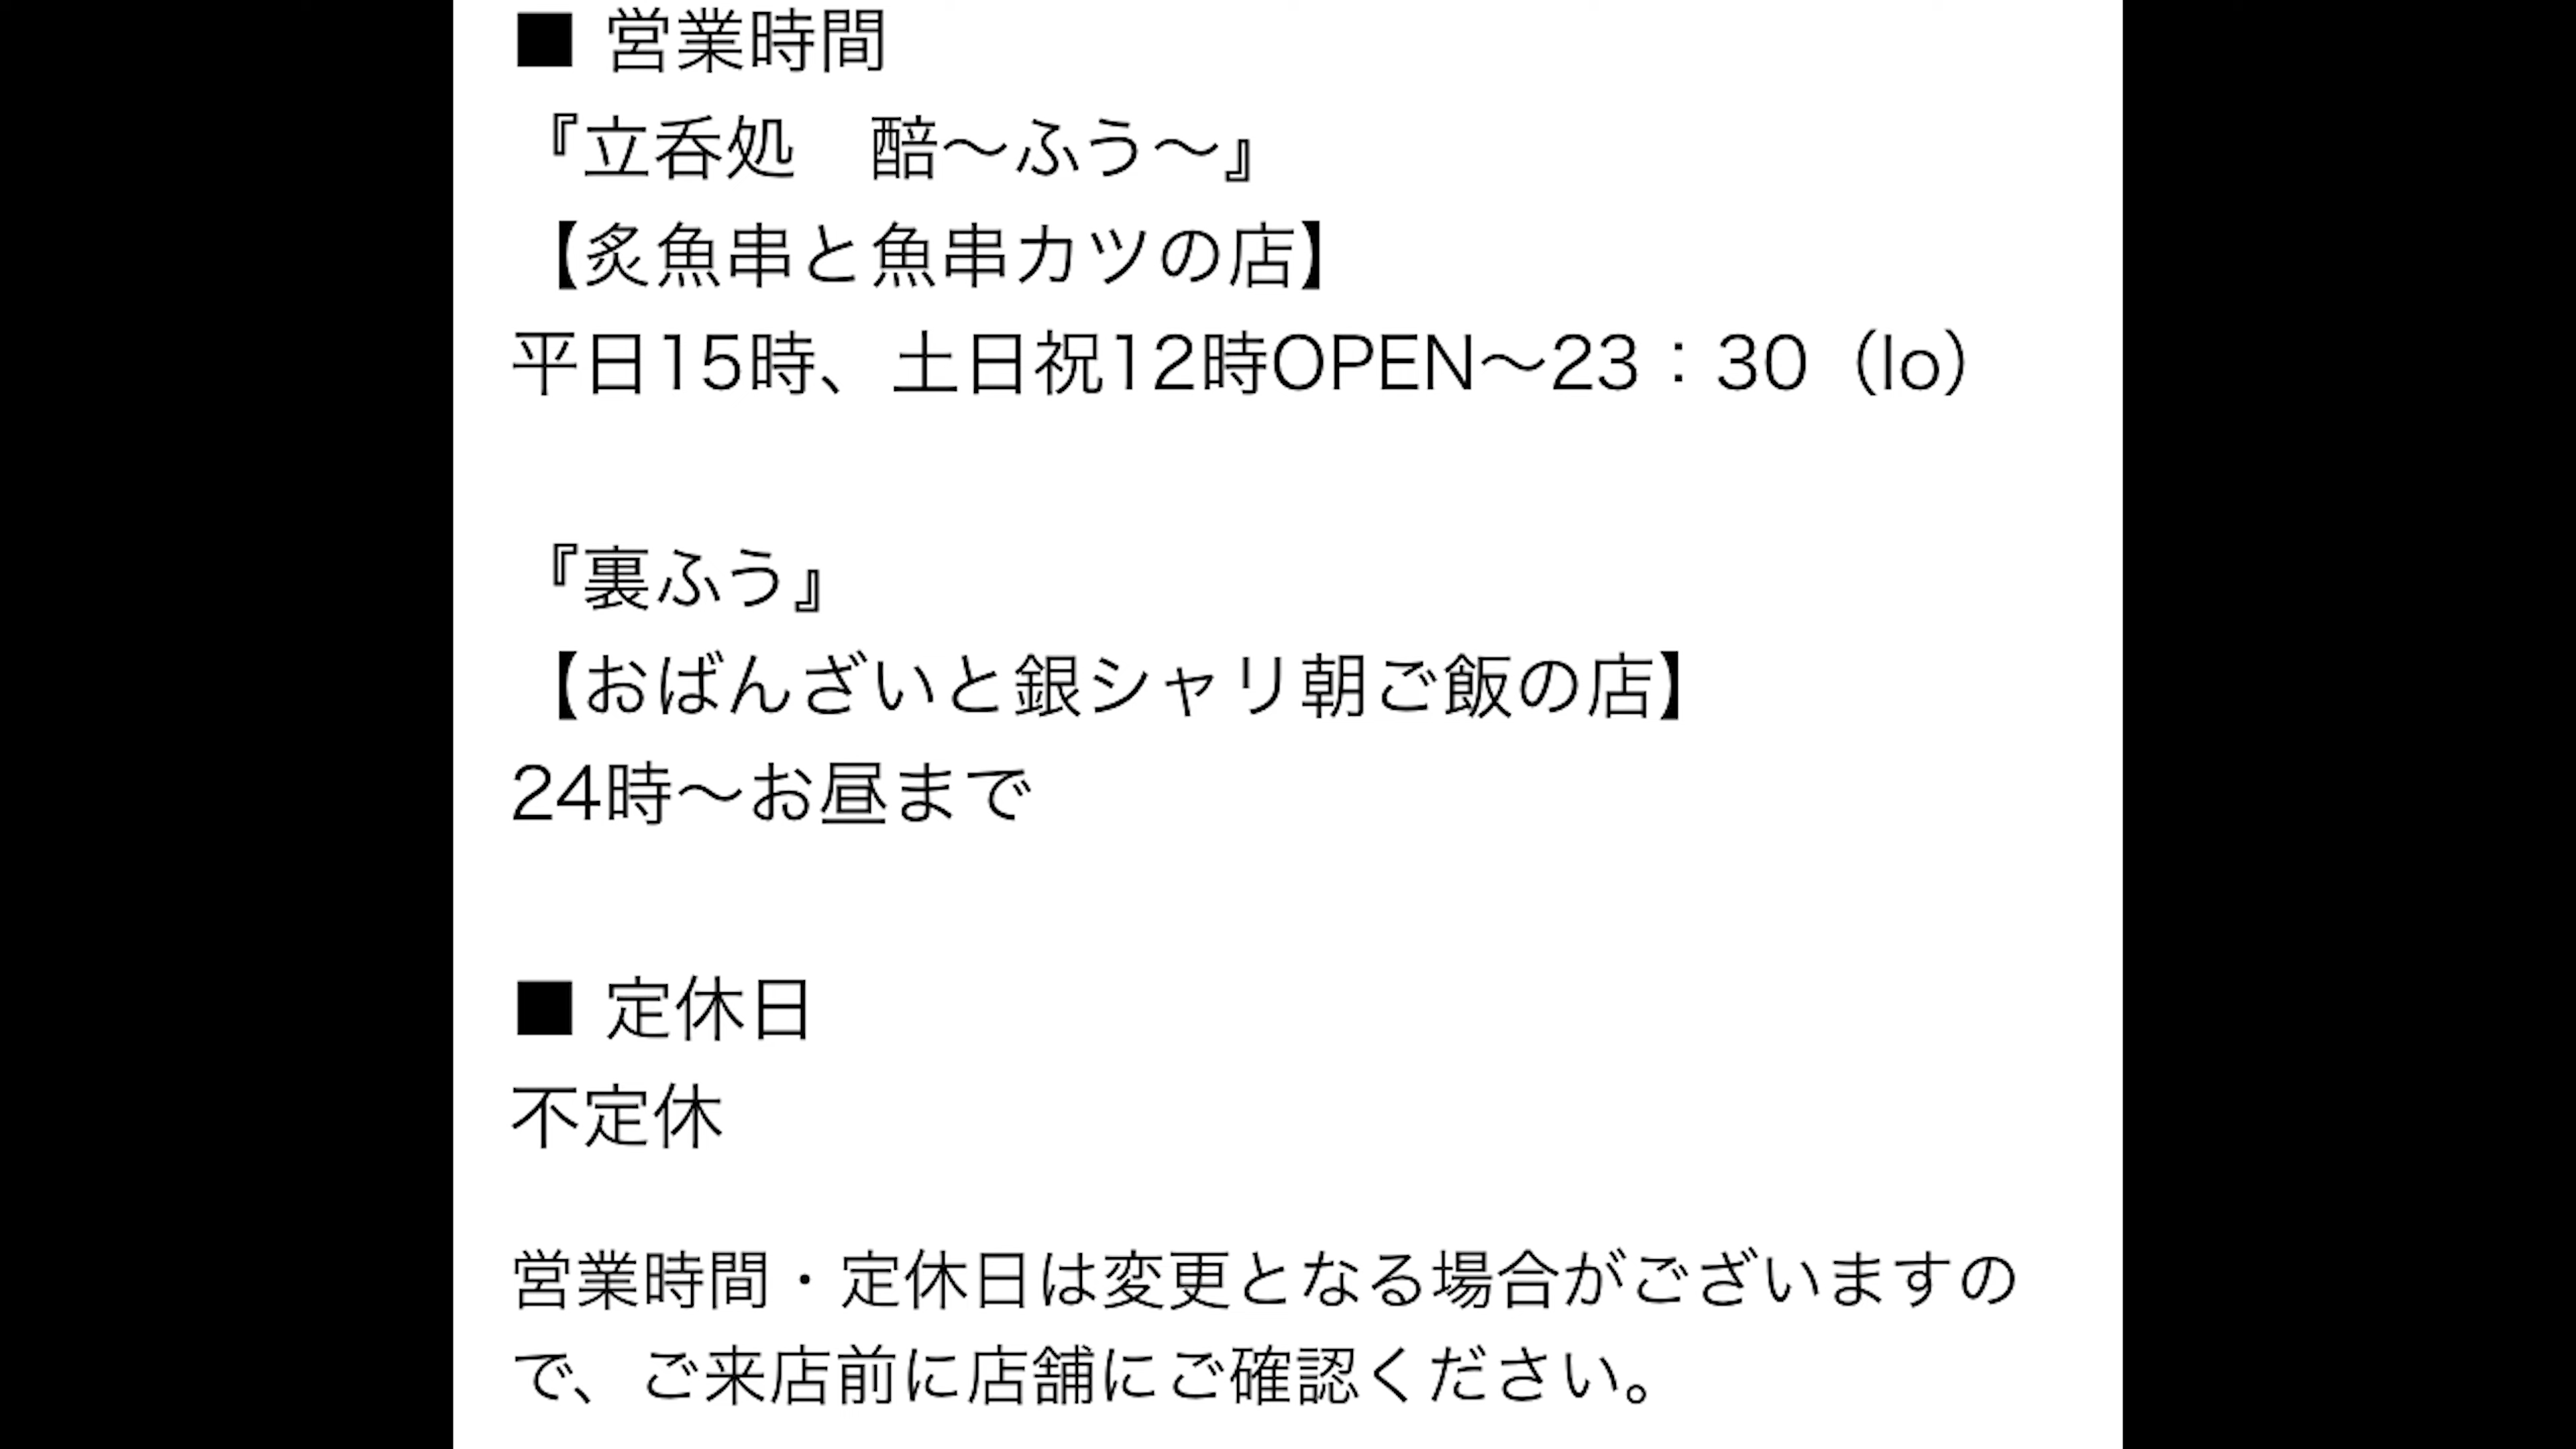 ■ 営業時間
『立呑処　醅〜ふう〜』
【炙魚串と魚串カツの店】
平日15時、土日祝12時OPEN〜23：30（lo）
『裏ふう』
【おばんざいと銀シャリ朝ご飯の店】
24時〜お昼まで
■ 定休日
不定休
営業時間・定休日は変更となる場合がございますの
で、ご来店前に店舗にご確認ください。